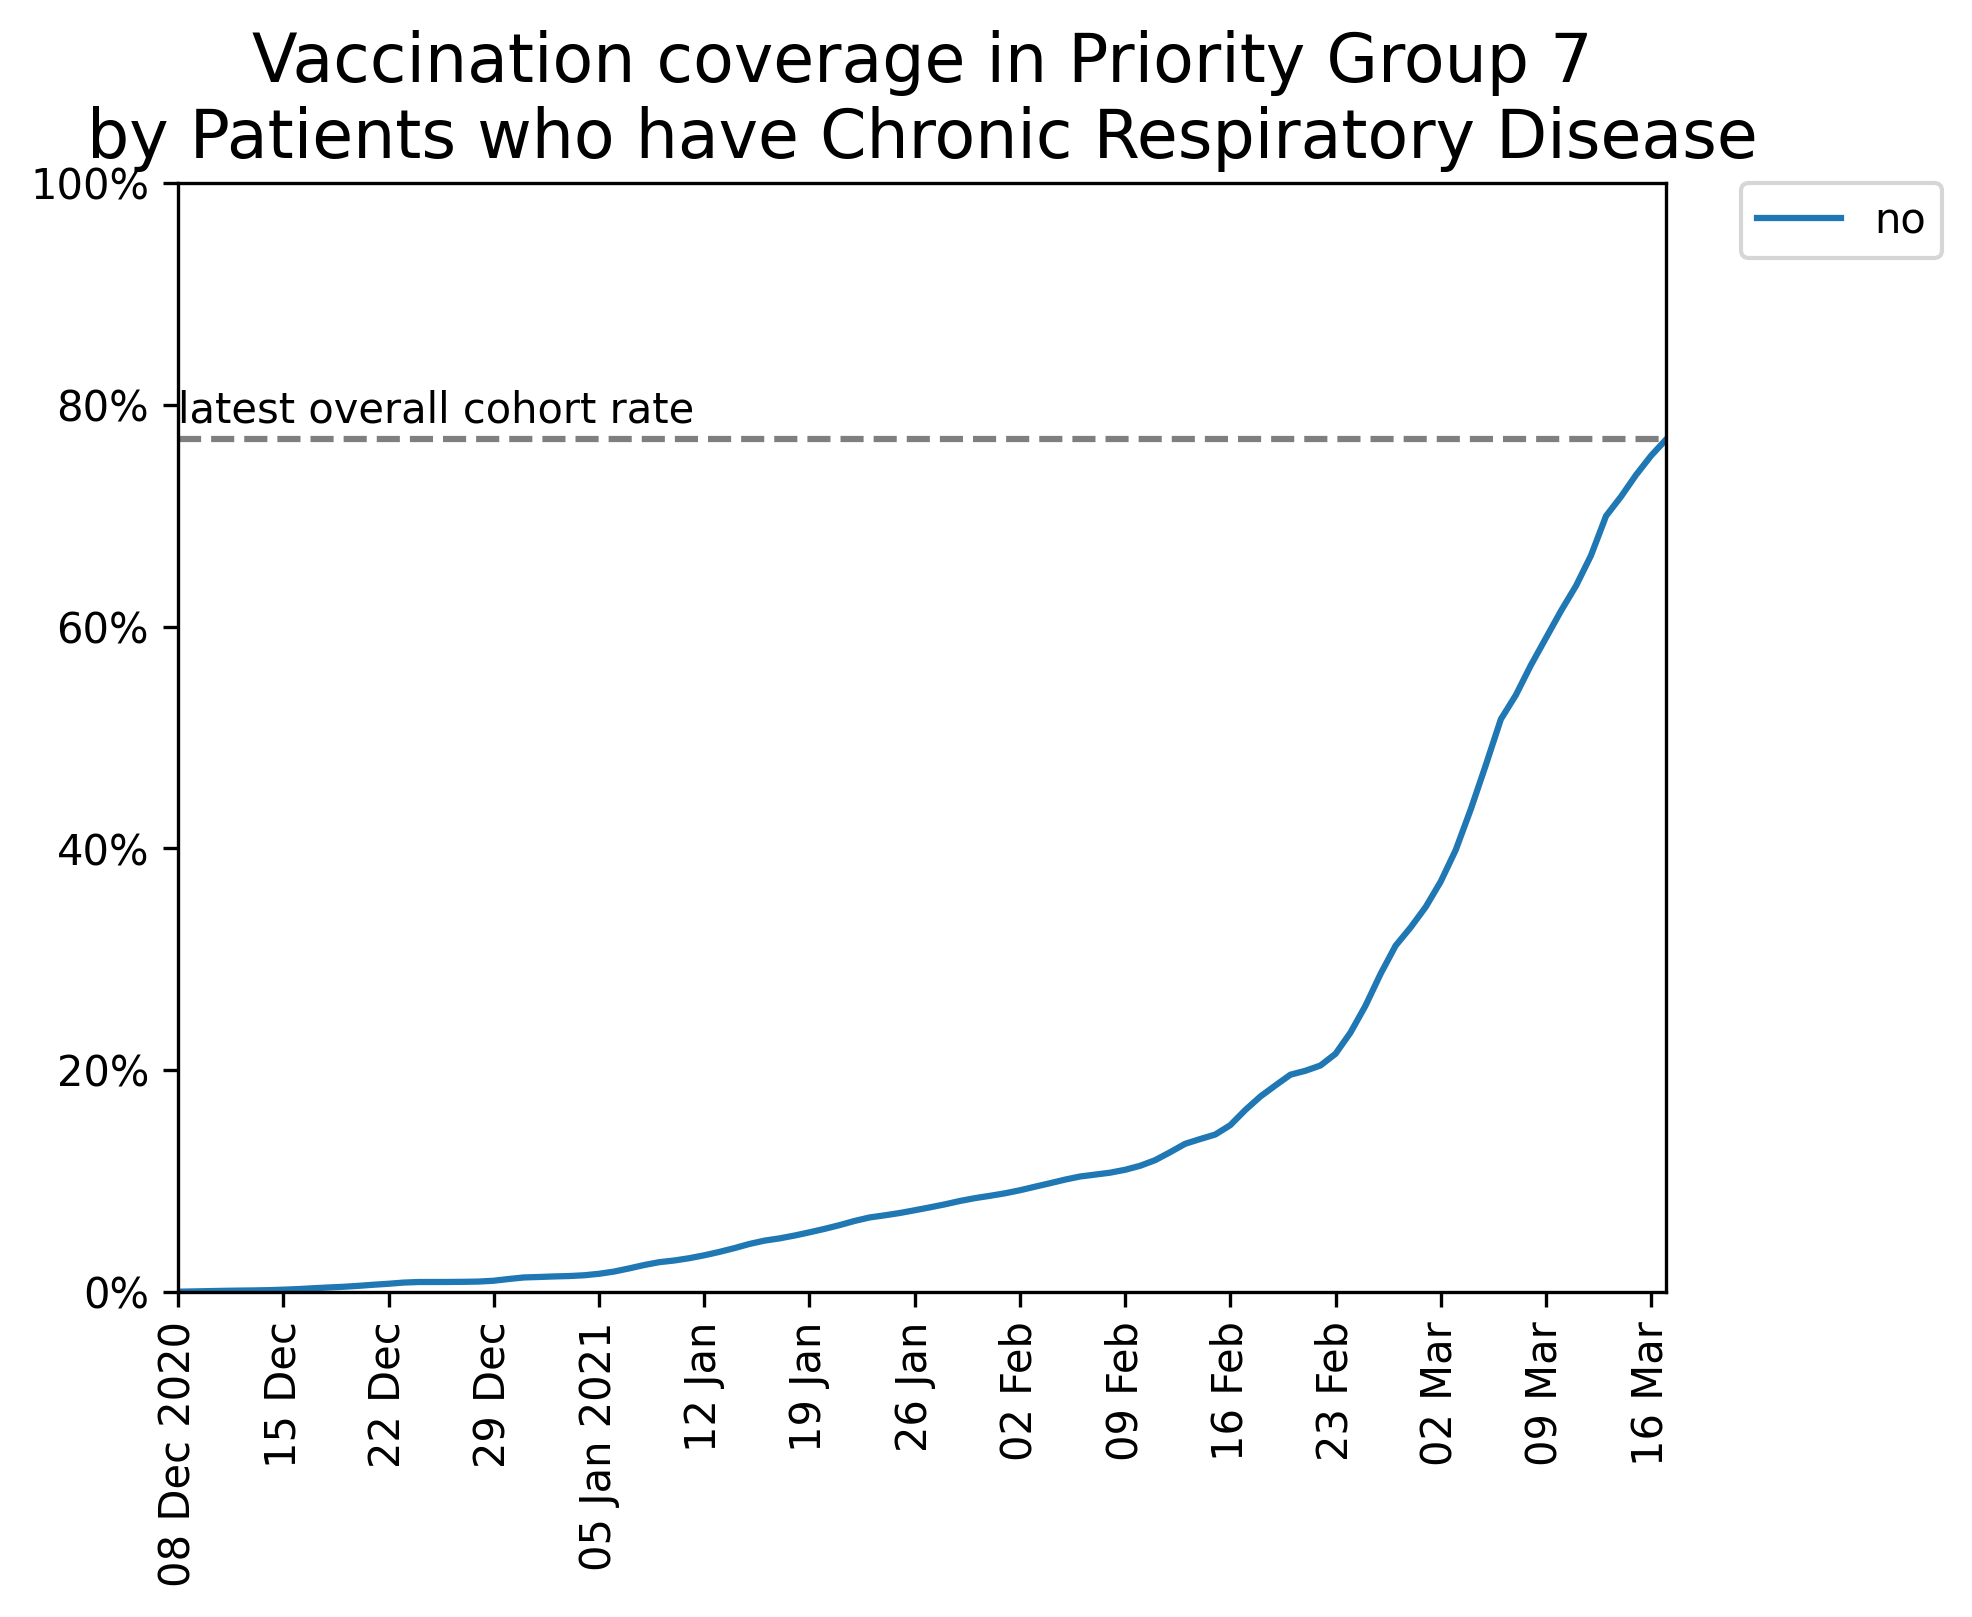 Vaccination coverage in Priority Group 7
by Patients who have Chronic Respiratory Disease
100%
80%
60%
40%
20%
0%
latest overall cohort rate
no
08 Dec 2020
15 Dec
22 Dec
29 Dec
05 Jan 2021
12 Jan
19 Jan
26 Jan
02 Feb
09 Feb
16 Feb
23 Feb
02 Mar
09 Mar
16 Mar